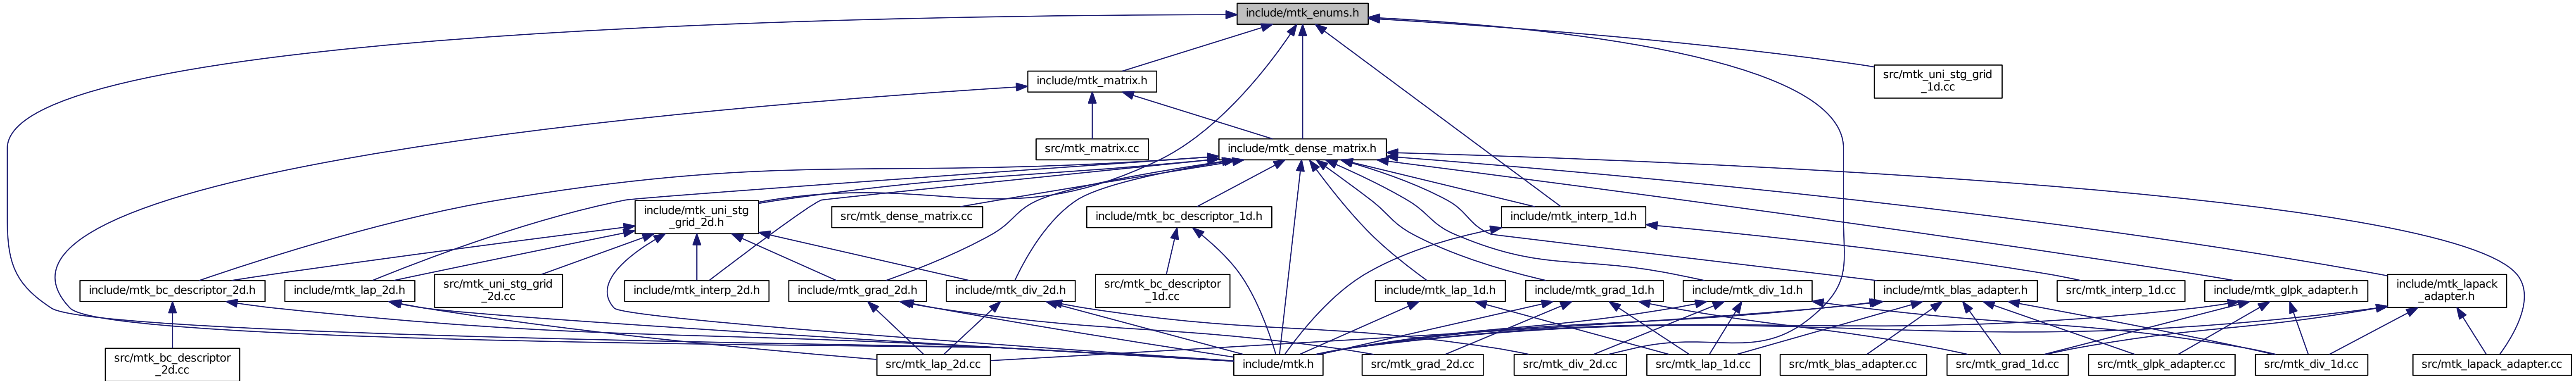 include/mtk_enums.h
include/mtk_matrix.h
src/mtk_uni_stg_grid
_1d.cc
src/mtk_matrix.cc
include/mtk_dense_matrix.h
include/mtk_uni_stg
_grid_2d.h
src/mtk_dense_matrix.cc
include/mtk_bc_descriptor_1d.h
include/mtk_interp_1d.h
include/mtk_bc_descriptor_2d.h
include/mtk_lap_2d.h
src/mtk_uni_stg_grid
_2d.cc
include/mtk_interp_2d.h
include/mtk_grad_2d.h
include/mtk_div_2d.h
src/mtk_bc_descriptor
_1d.cc
include/mtk_lap_1d.h
include/mtk_grad_1d.h
include/mtk_div_1d.h
include/mtk_blas_adapter.h
src/mtk_interp_1d.cc
include/mtk_glpk_adapter.h
include/mtk_lapack
_adapter.h
src/mtk_bc_descriptor
_2d.cc
src/mtk_lap_2d.cc
include/mtk.h
src/mtk_grad_2d.cc
src/mtk_div_2d.cc
src/mtk_lap_1d.cc
src/mtk_blas_adapter.cc
src/mtk_grad_1d.cc
src/mtk_glpk_adapter.cc
src/mtk_div_1d.cc
src/mtk_lapack_adapter.cc